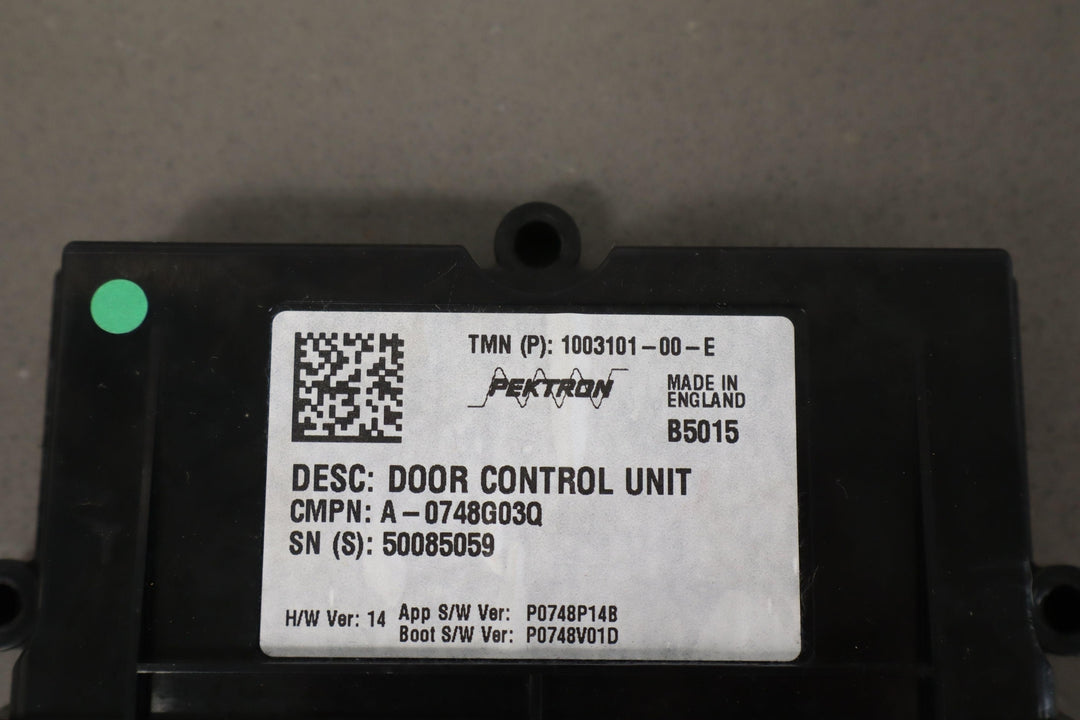 TMN (P): 1003101-00-E
PEKTRON
MADE IN
ENGLAND
B5015
DESC: DOOR CONTROL UNIT
CMPN: A-0748G03Q
SN (S): 50085059
H/W Ver: 14
App S/W Ver: P0748P14B
Boot S/W Ver: P0748V01D